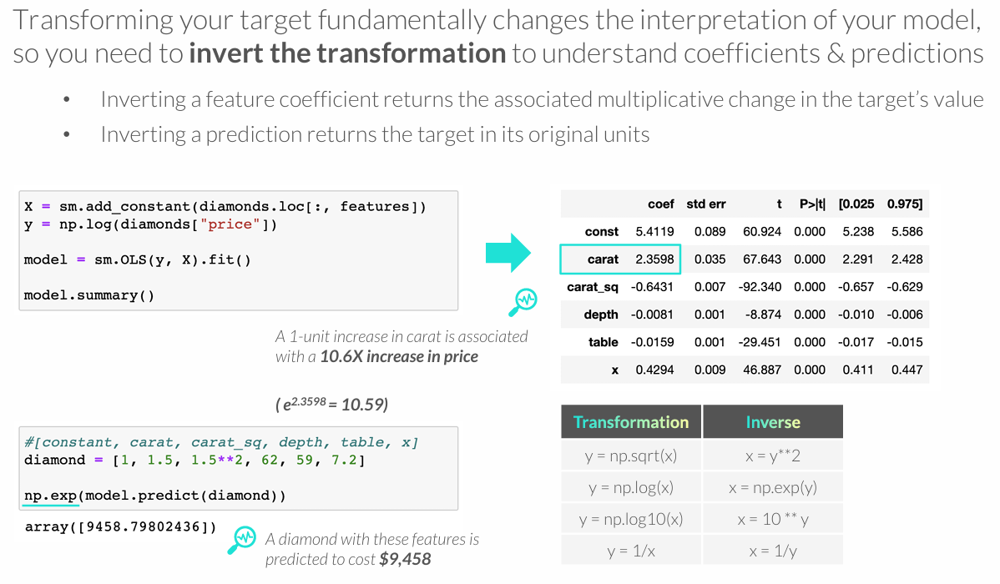 Transforming your target fundamentally changes the interpretation of your model,
so you need to invert the transformation to understand coefficients & predictions
• Inverting a feature coefficient returns the associated multiplicative change in the target’s value
• Inverting a prediction returns the target in its original units
X = sm.add_constant(diamonds.loc[:, features])
y = np.log(diamonds["price"])
model = sm.OLS(y, X).fit()
model.summary()
coef std err t P>|t| [0.025 0.975]
const 5.4119 0.089 60.924 0.000 5.238 5.586
carat 2.3598 0.035 67.643 0.000 2.291 2.428
carat_sq -0.6431 0.007 -92.340 0.000 -0.657 -0.629
depth -0.0081 0.001 -8.874 0.000 -0.010 -0.006
table -0.0159 0.001 -29.451 0.000 -0.017 -0.015
x 0.4294 0.009 46.887 0.000 0.411 0.447
A 1-unit increase in carat is associated
with a 10.6X increase in price
(e2.3598 = 10.59)
#[constant, carat, carat_sq, depth, table, x]
diamond = [1, 1.5, 1.5**2, 62, 59, 7.2]
np.exp(model.predict(diamond))
array([9458.79802436])
A diamond with these features is
predicted to cost $9,458
Transformation Inverse
y = np.sqrt(x) x = y**2
y = np.log(x) x = np.exp(y)
y = np.log10(x) x = 10 ** y
y = 1/x x = 1/y